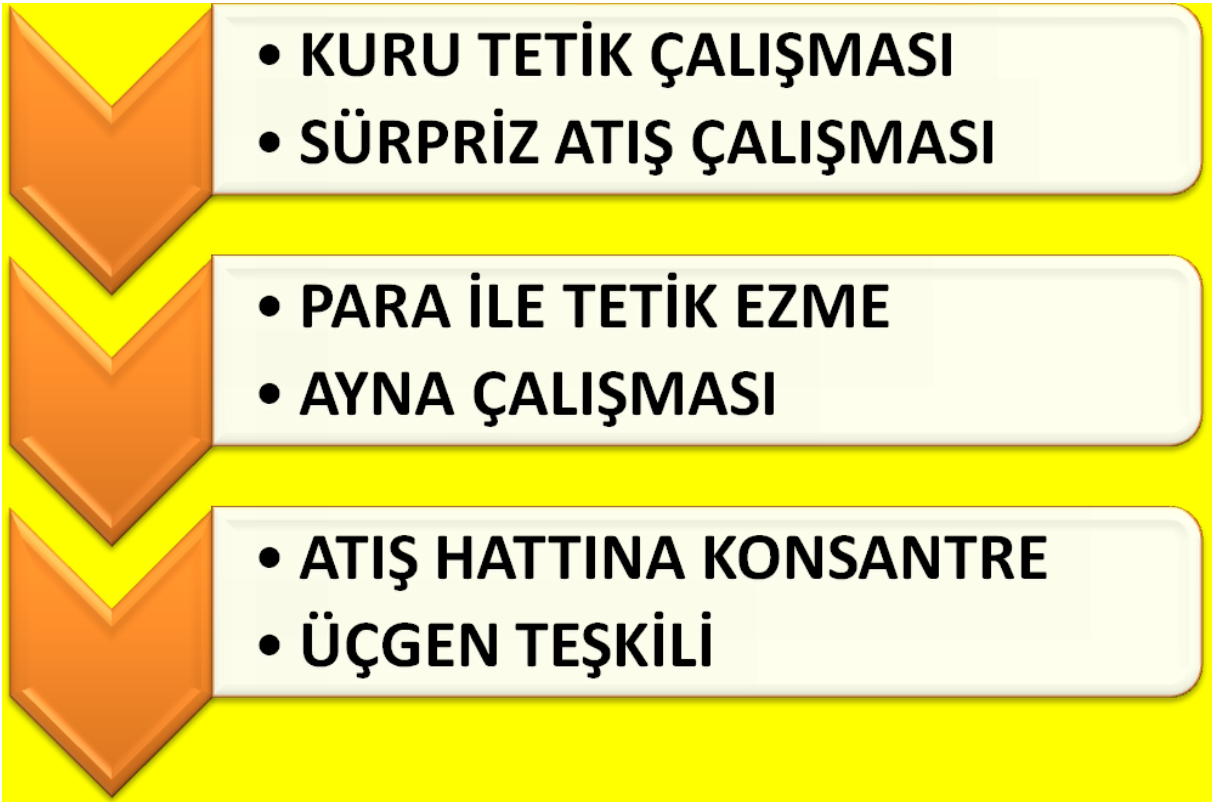 • KURU TETİK ÇALIŞMASI
• SÜRPRİZ ATIŞ ÇALIŞMASI
• PARA İLE TETİK EZME
• AYNA ÇALIŞMASI
• ATIŞ HATTINA KONSANTRE
• ÜÇGEN TEŞKİLİ